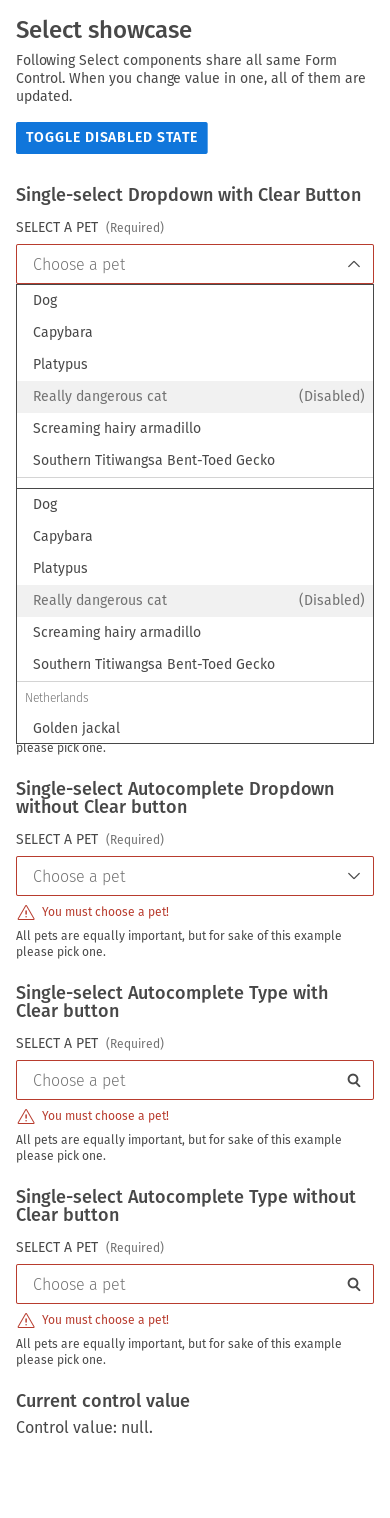 Select showcase
Following Select components share all same Form
Control. When you change value in one, all of them are
updated.
TOGGLE DISABLED STATE
Single-select Dropdown with Clear Button
SELECT A PET (Required)
Choose a pet
Dog
Capybara
Platypus
Really dangerous cat (Disabled)
Screaming hairy armadillo
Southern Titiwangsa Bent-Toed Gecko
Dog
Capybara
Platypus
Really dangerous cat (Disabled)
Screaming hairy armadillo
Southern Titiwangsa Bent-Toed Gecko
Netherlands
Golden jackal
please pick one.
Single-select Autocomplete Dropdown
without Clear button
SELECT A PET (Required)
Choose a pet
You must choose a pet!
All pets are equally important, but for sake of this example
please pick one.
Single-select Autocomplete Type with
Clear button
SELECT A PET (Required)
Choose a pet
You must choose a pet!
All pets are equally important, but for sake of this example
please pick one.
Single-select Autocomplete Type without
Clear button
SELECT A PET (Required)
Choose a pet
You must choose a pet!
All pets are equally important, but for sake of this example
please pick one.
Current control value
Control value: null.